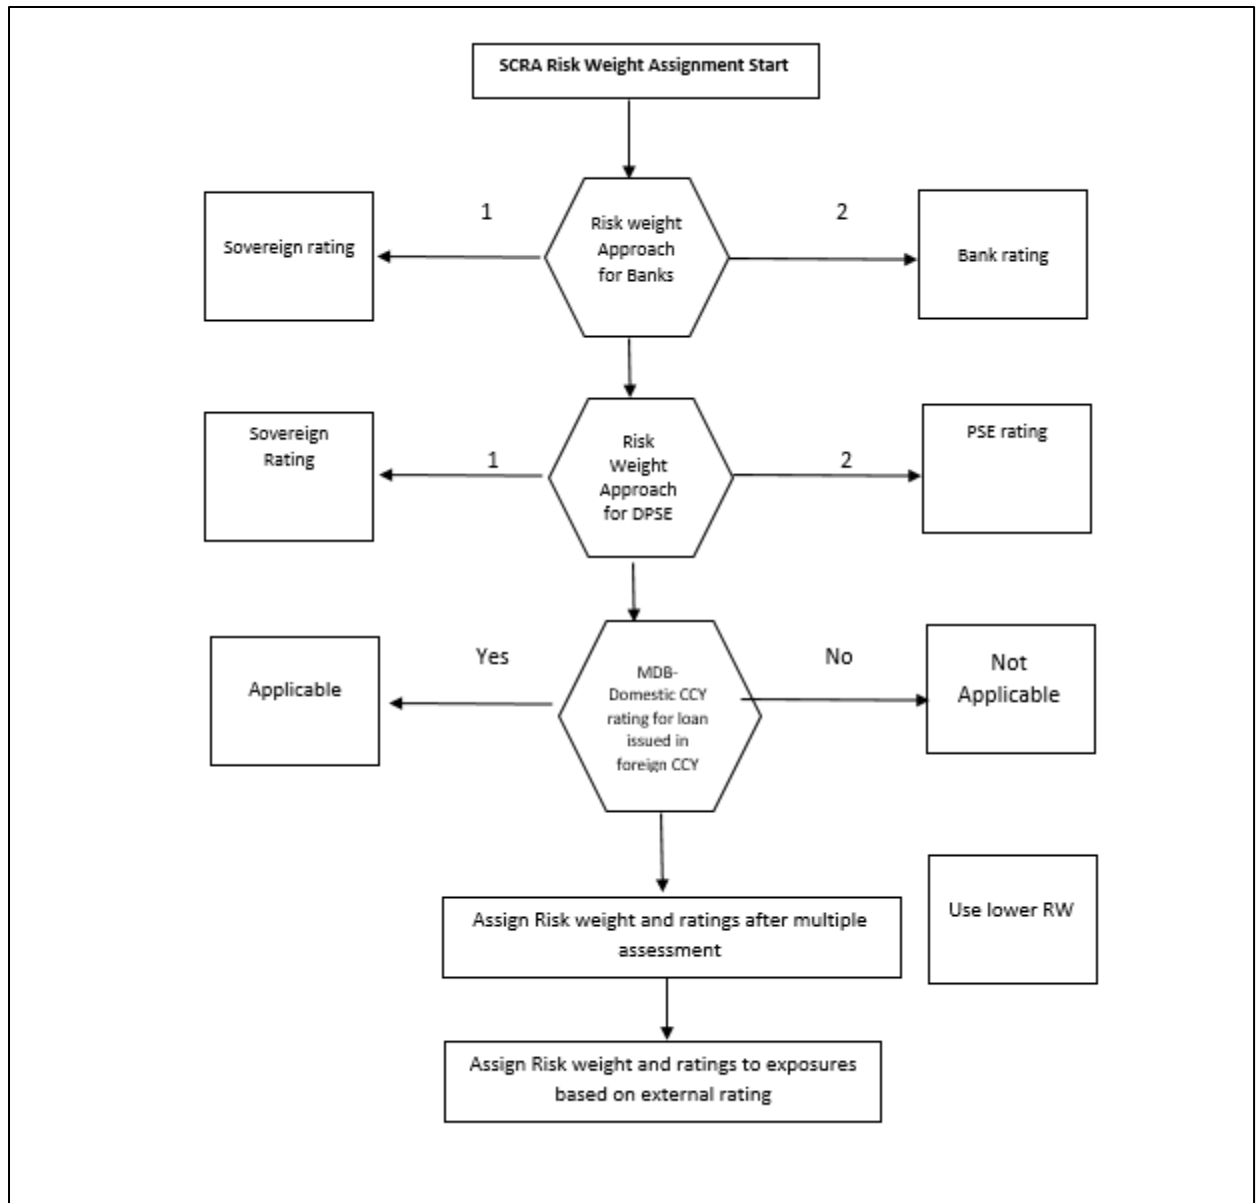 SCRA Risk Weight Assignment Start
1
2
Sovereign rating
Risk weight
Approach
for Banks
Bank rating
Sovereign
Rating
1
Risk
Weight
Approach
for DPSE
2
PSE rating
Applicable
Yes
MDB-
Domestic CCY
rating for loan
issued in
foreign CCY
No
Not
Applicable
Assign Risk weight and ratings after multiple
assessment
Use lower RW
Assign Risk weight and ratings to exposures
based on external rating